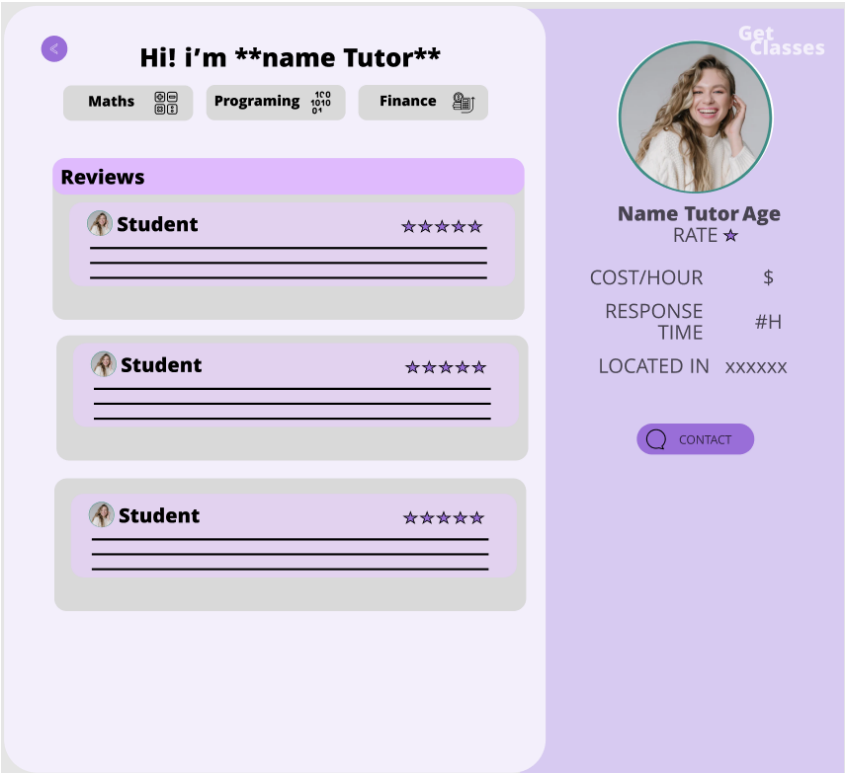 Hi! i’m **name Tutor**
Maths
Programing
100
1010
01
Finance
Reviews
Student
Student
Student
Get
Classes
Name Tutor Age
RATE
COST/HOUR $
RESPONSE
TIME #H
LOCATED IN xxxxxx
CONTACT